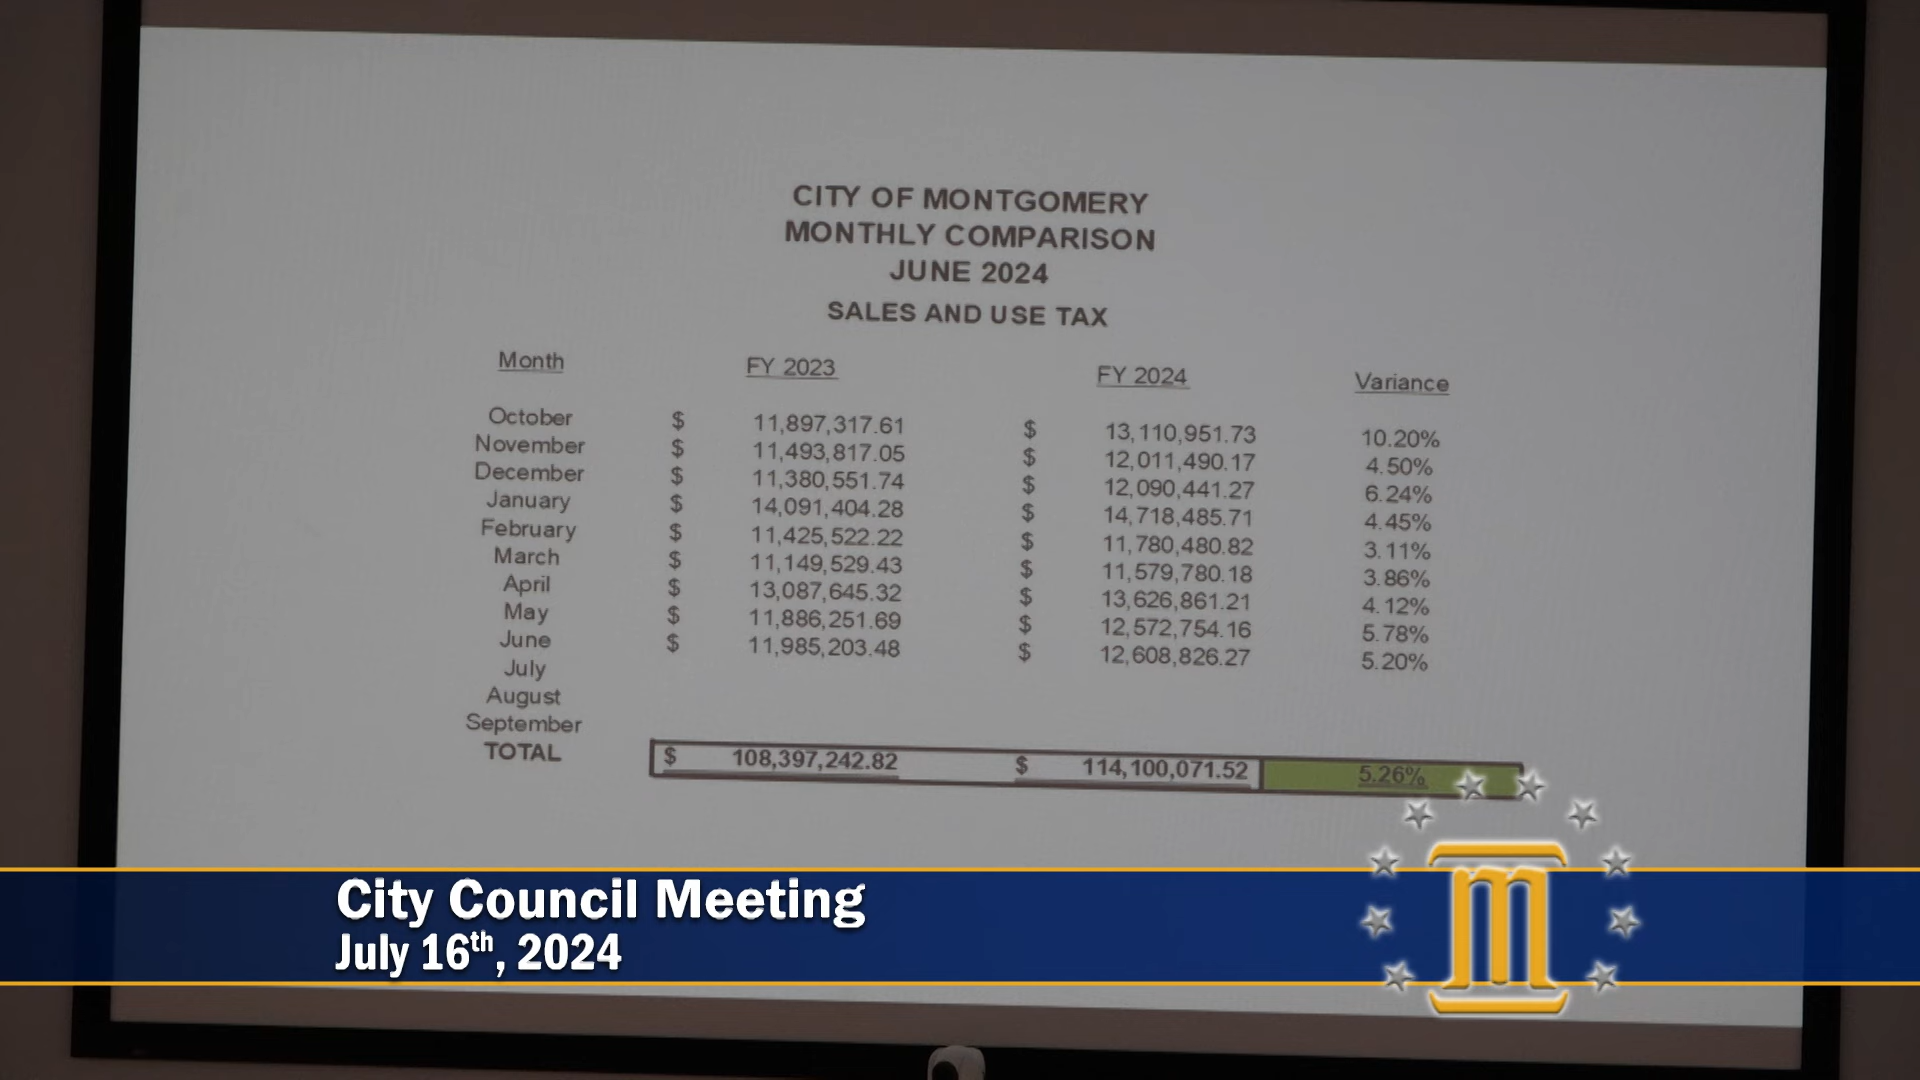 CITY OF MONTGOMERY
MONTHLY COMPARISON
JUNE 2024
SALES AND USE TAX
Month FY 2023 FY 2024 Variance
October $ 11,897,317.61 $ 13,110,951.73 10.20%
November $ 11,493,817.05 $ 12,011,490.17 4.50%
December $ 11,380,551.74 $ 12,090,441.27 6.24%
January $ 14,091,404.28 $ 14,718,485.71 4.45%
February $ 11,425,522.22 $ 11,780,480.82 3.11%
March $ 11,149,529.43 $ 11,579,780.18 3.86%
April $ 13,087,645.32 $ 13,626,861.21 4.12%
May $ 11,886,251.69 $ 12,572,754.16 5.78%
June $ 11,985,203.48 $ 12,608,826.27 5.20%
July
August
September
TOTAL $ 108,397,242.82 $ 114,100,071.52 5.26%
City Council Meeting
July 16th, 2024
M